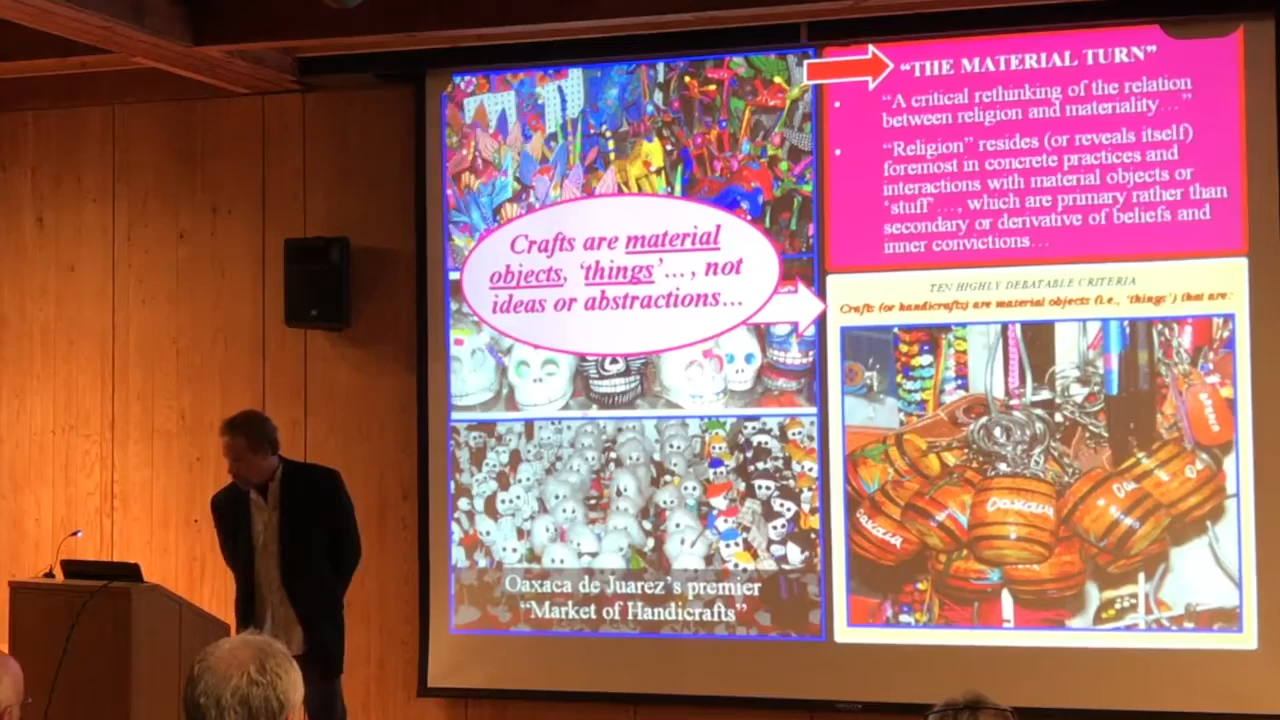 Crafts are material
objects, ‘things’..., not
ideas or abstractions...
Oaxaca de Juarez’s premier
“Market of Handicrafts”
“THE MATERIAL TURN”
• “A critical rethinking of the relation
between religion and materiality...”
• “Religion” resides (or reveals itself)
foremost in concrete practices and
interactions with material objects or
‘stuff’..., which are primary rather than
secondary or derivative of beliefs and
inner convictions...
TEN HIGHLY DEBATABLE CRITERIA
Crafts (or handicrafts) are material objects (i.e., ‘things’) that are:
Oaxaca
Oaxaca